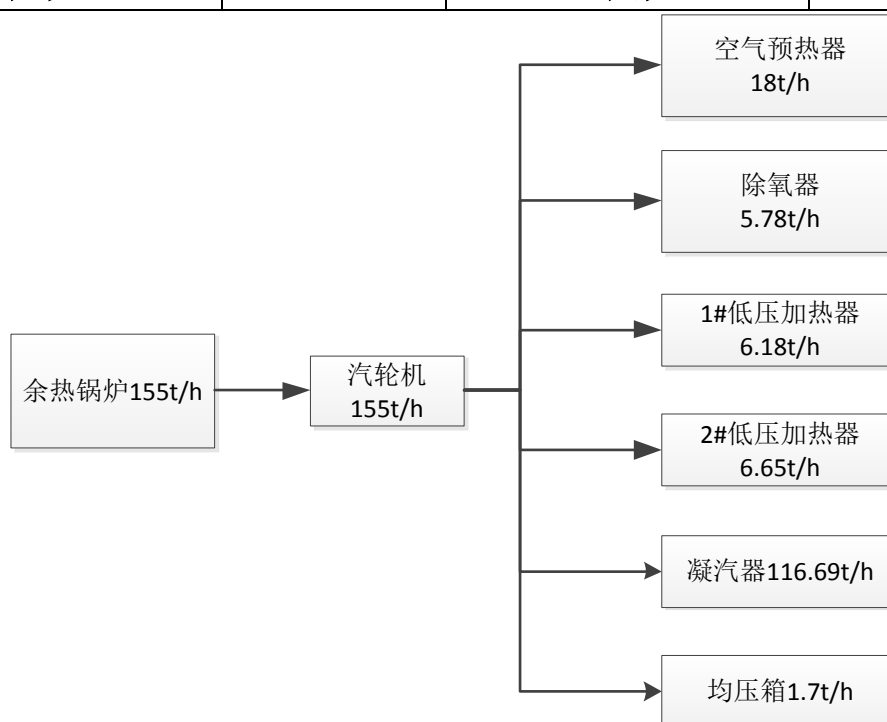 空气预热器
18t/h
除氧器
5.78t/h
1#低压加热器
6.18t/h
余热锅炉155t/h
汽轮机
155t/h
2#低压加热器
6.65t/h
凝汽器116.69t/h
均压箱1.7t/h